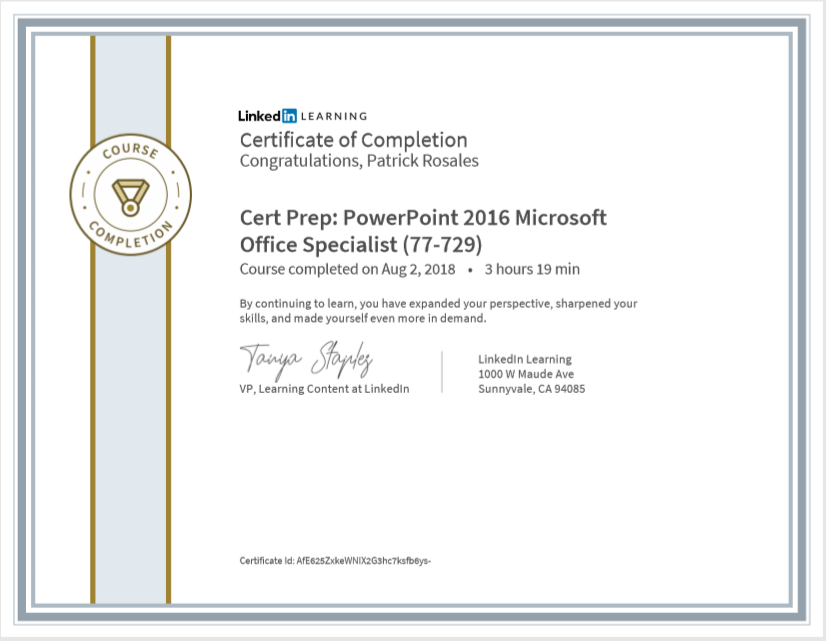 COURSE
COMPLETION
Linked in LEARNING
Certificate of Completion
Congratulations, Patrick Rosales
Cert Prep: PowerPoint 2016 Microsoft
Office Specialist (77-729)
Course completed on Aug 2, 2018 • 3 hours 19 min
By continuing to learn, you have expanded your perspective, sharpened your
skills, and made yourself even more in demand.
Tanya Staples
VP, Learning Content at LinkedIn
LinkedIn Learning
1000 W Maude Ave
Sunnyvale, CA 94085
Certificate Id: AfE625ZxkeWNIX2G3hc7ksfb6ys-